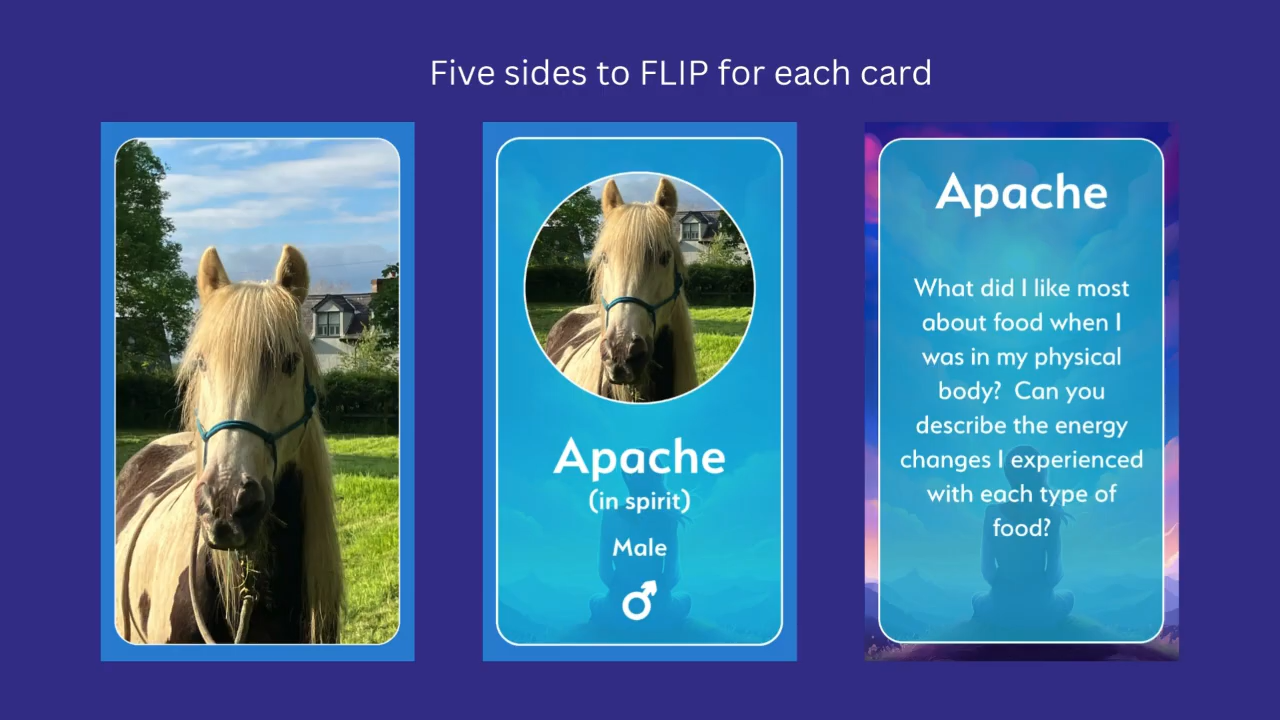 Five sides to FLIP for each card
Apache
(in spirit)
Male
Apache
What did I like most
about food when I
was in my physical
body?  Can you
describe the energy
changes I experienced
with each type of
food?